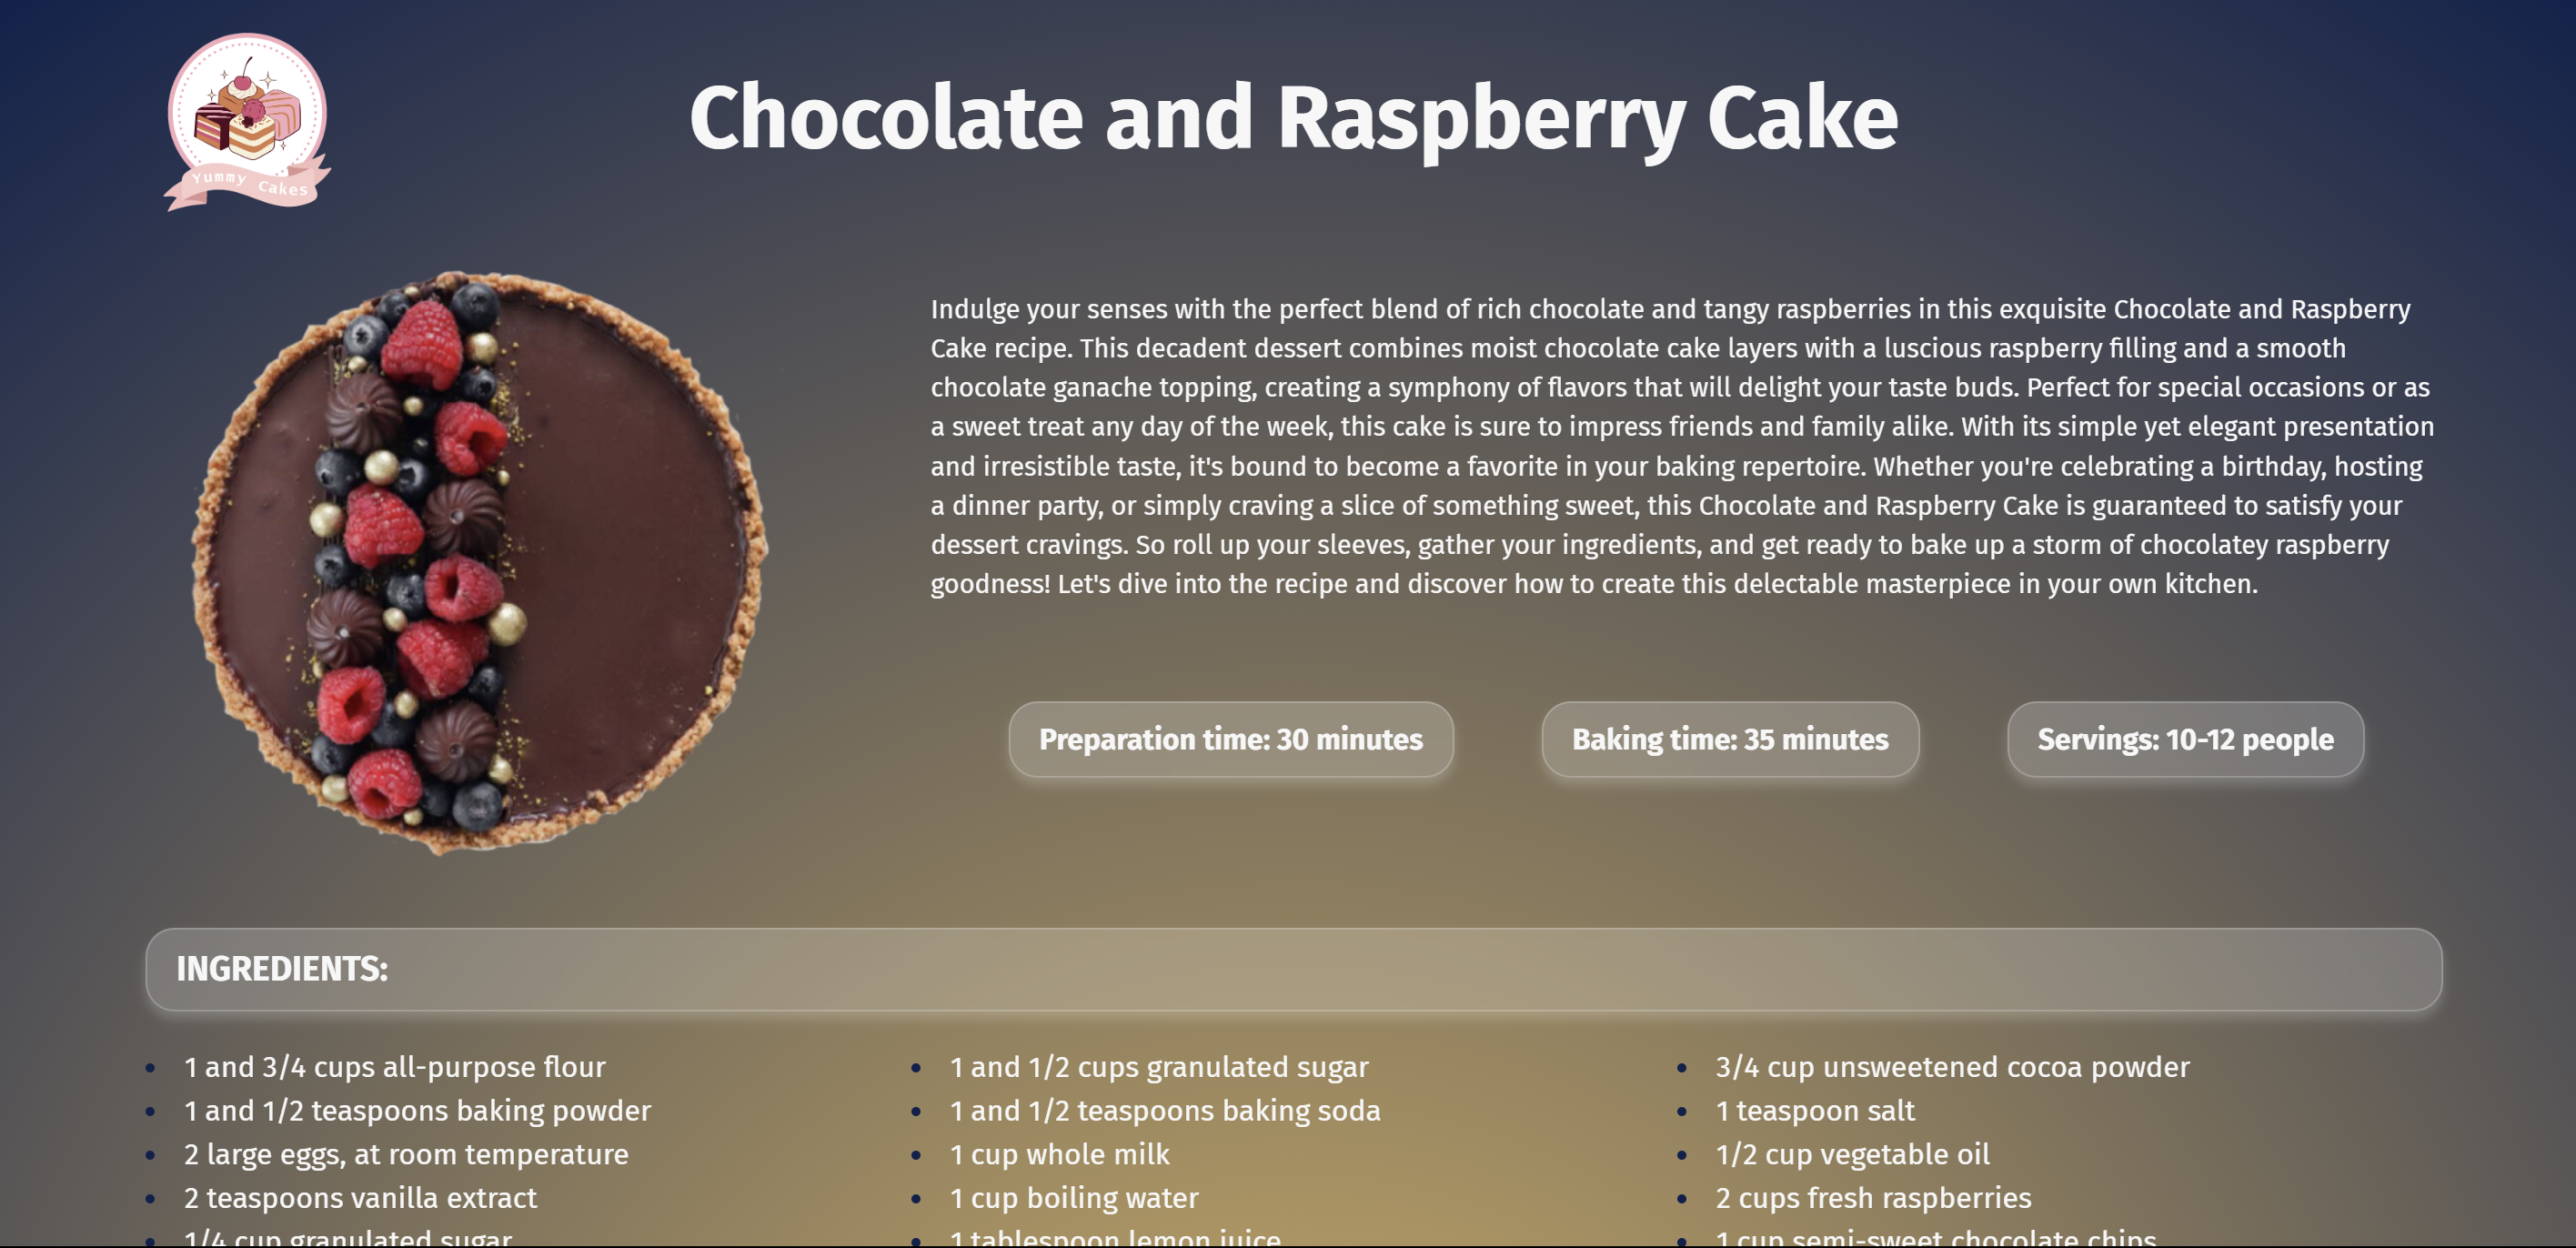 Yummy Cakes
Chocolate and Raspberry Cake
Indulge your senses with the perfect blend of rich chocolate and tangy raspberries in this exquisite Chocolate and Raspberry
Cake recipe. This decadent dessert combines moist chocolate cake layers with a luscious raspberry filling and a smooth
chocolate ganache topping, creating a symphony of flavors that will delight your taste buds. Perfect for special occasions or as
a sweet treat any day of the week, this cake is sure to impress friends and family alike. With its simple yet elegant presentation
and irresistible taste, it's bound to become a favorite in your baking repertoire. Whether you're celebrating a birthday, hosting
a dinner party, or simply craving a slice of something sweet, this Chocolate and Raspberry Cake is guaranteed to satisfy your
dessert cravings. So roll up your sleeves, gather your ingredients, and get ready to bake up a storm of chocolatey raspberry
goodness! Let's dive into the recipe and discover how to create this delectable masterpiece in your own kitchen.
Preparation time: 30 minutes
Baking time: 35 minutes
Servings: 10-12 people
INGREDIENTS:
• 1 and 3/4 cups all-purpose flour
• 1 and 1/2 teaspoons baking powder
• 2 large eggs, at room temperature
• 2 teaspoons vanilla extract
• 1/4 cup granulated sugar
• 1 and 1/2 cups granulated sugar
• 1 and 1/2 teaspoons baking soda
• 1 cup whole milk
• 1 cup boiling water
• 1 tablespoon lemon juice
• 3/4 cup unsweetened cocoa powder
• 1 teaspoon salt
• 1/2 cup vegetable oil
• 2 cups fresh raspberries
• 1 cup semi-sweet chocolate chips